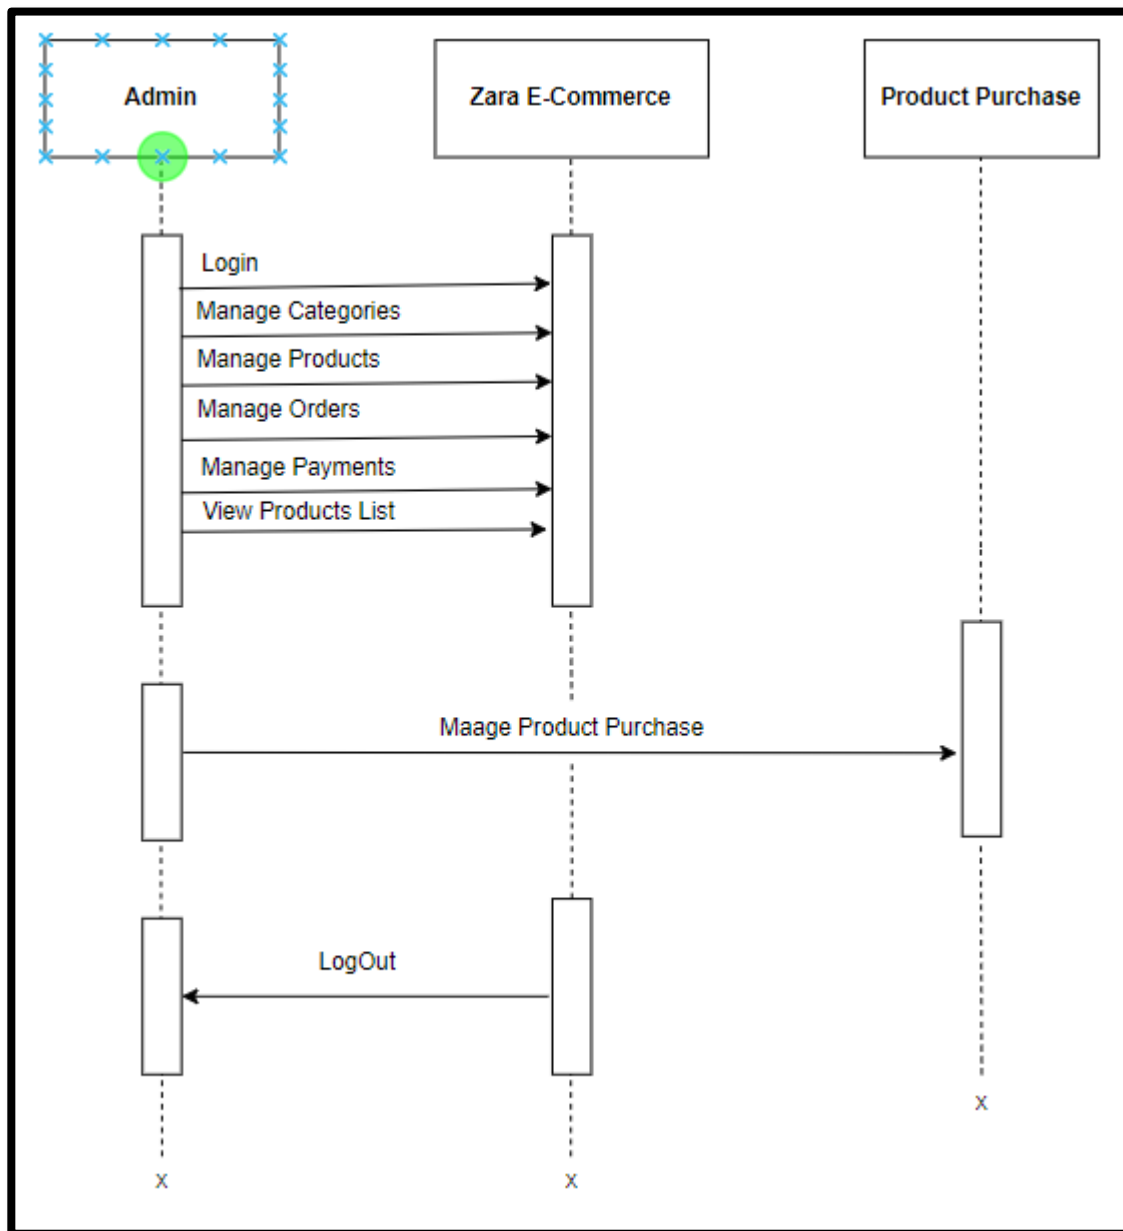 Admin
Zara E-Commerce
Product Purchase
Login
Manage Categories
Manage Products
Manage Orders
Manage Payments
View Products List
Maage Product Purchase
LogOut
x
x
x